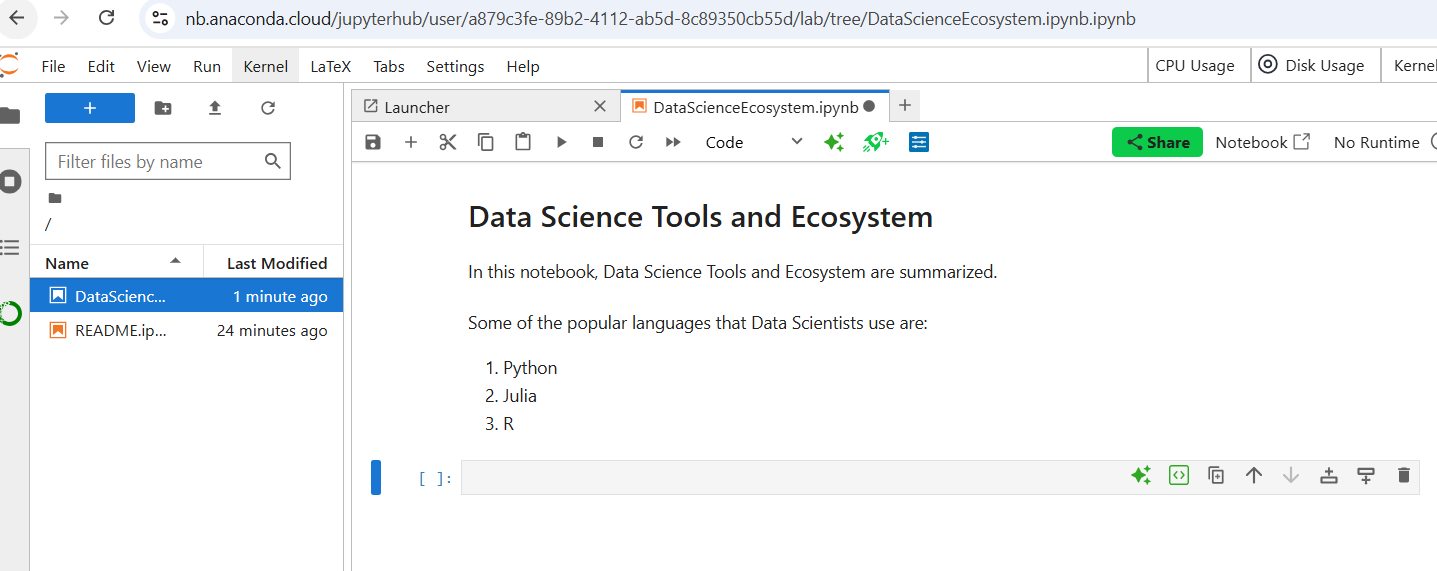 nb.anaconda.cloud/jupyterhub/user/a879c3fe-89b2-4112-ab5d-8c89350cb55d/lab/tree/DataScienceEcosystem.ipynb.ipynb
File Edit View Run Kernel LaTeX Tabs Settings Help CPU Usage Disk Usage Kernel
Launcher DataScienceEcosystem.ipynb
Code Share Notebook No Runtime
Filter files by name
/
Name Last Modified
DataScienc... 1 minute ago
README.ip... 24 minutes ago
Data Science Tools and Ecosystem
In this notebook, Data Science Tools and Ecosystem are summarized.
Some of the popular languages that Data Scientists use are:
1. Python
2. Julia
3. R
[ ]: